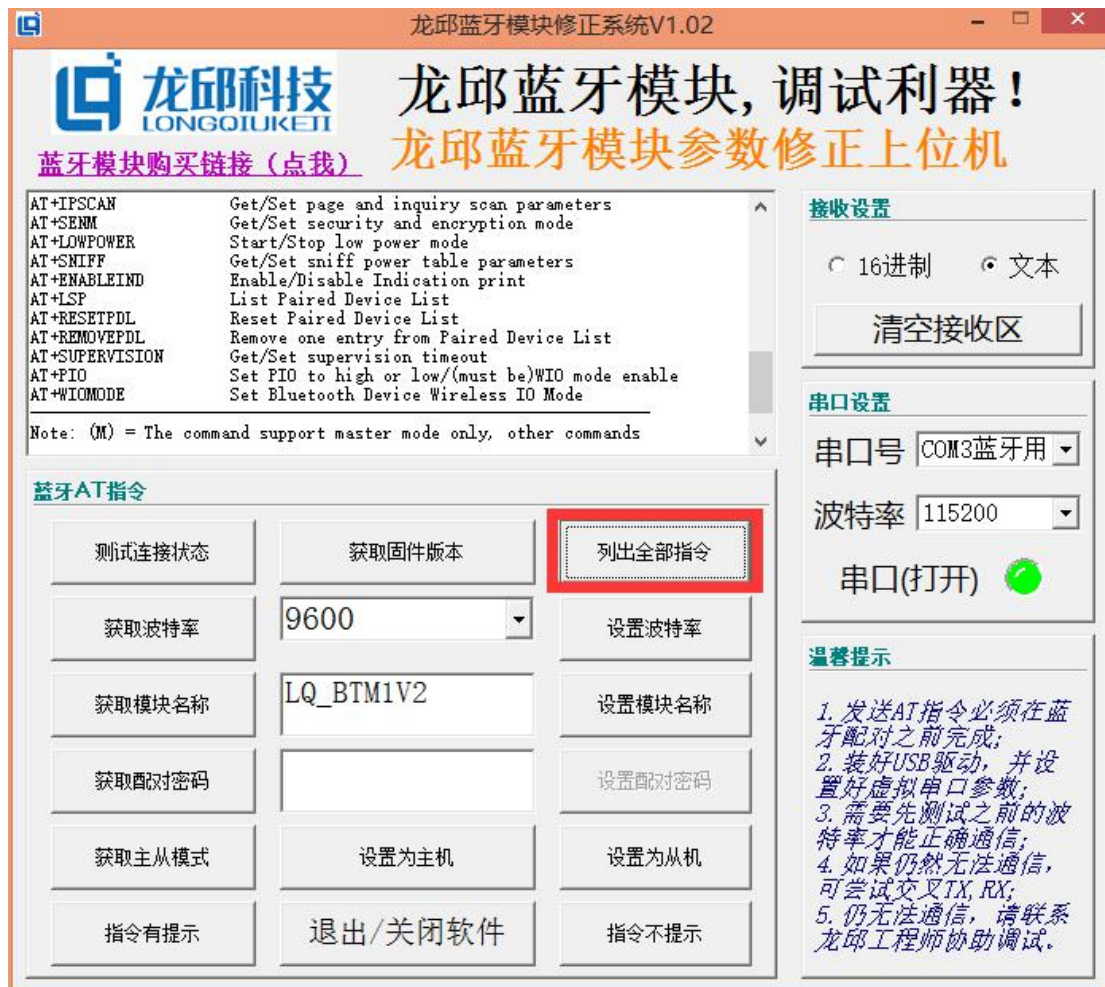 龙邱蓝牙模块修正系统V1.02
龙邱科技
LONGQIUKEJI
龙邱蓝牙模块,调试利器!
龙邱蓝牙模块参数修正上位机
蓝牙模块购买链接（点我）
AT+IPSCAN Get/Set page and inquiry scan parameters
AT+SENM Get/Set security and encryption mode
AT+LOWPOWER Start/Stop low power mode
AT+SNIFF Get/Set sniff power table parameters
AT+ENABLEIND Enable/Disable Indication print
AT+LSP List Paired Device List
AT+RESETPDL Reset Paired Device List
AT+REMOVEPDL Remove one entry from Paired Device List
AT+SUPERVISION Get/Set supervision timeout
AT+PIO Set PIO to high or low/(must be)WIO mode enable
AT+WIOMODE Set Bluetooth Device Wireless IO Mode
Note: (M) = The command support master mode only, other commands
接收设置
16进制 文本
清空接收区
串口设置
串口号 COM3蓝牙用
波特率 115200
串口(打开)
蓝牙AT指令
测试连接状态 获取固件版本 列出全部指令
获取波特率 9600 设置波特率
获取模块名称 LQ_BTM1V2 设置模块名称
获取配对密码 设置配对密码
获取主从模式 设置为主机 设置为从机
指令有提示 退出/关闭软件 指令不提示
温馨提示
1.发送AT指令必须在蓝
牙配对之前完成;
2.装好USB驱动，并设
置好虚拟串口参数;
3.需要先测试之前的波
特率才能正确通信;
4.如果仍然无法通信，
可尝试交叉TX,RX;
5.仍无法通信，请联系
龙邱工程师协助调试.